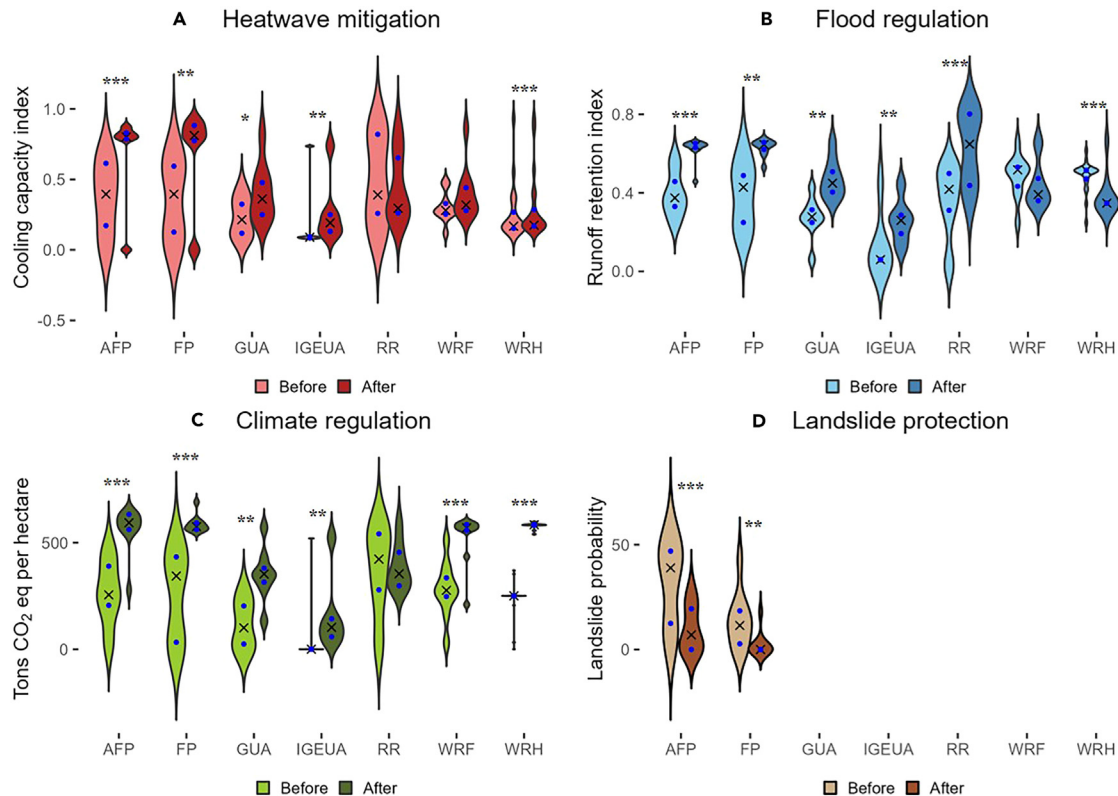 A Heatwave mitigation
Cooling capacity index
1.0
0.5
0.0
-0.5
*** ** * ** ***
AFP FP GUA IGEUA RR WRF WRH
Before After
B Flood regulation
Runoff retention index
0.8
0.4
0.0
*** ** ** ** *** ***
AFP FP GUA IGEUA RR WRF WRH
Before After
C Climate regulation
Tons CO₂ eq per hectare
500
0
*** *** ** ** *** ***
AFP FP GUA IGEUA RR WRF WRH
Before After
D Landslide protection
Landslide probability
50
0
*** **
AFP FP GUA IGEUA RR WRF WRH
Before After